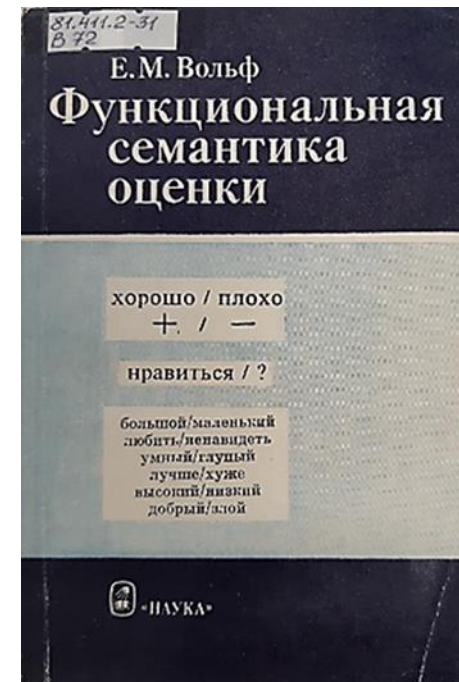 81.411.2-31
В 72
Е.М. Вольф
Функциональная
семантика
оценки
хорошо / плохо
+ / −
нравиться / ?
большой/маленький
любить/ненавидеть
умный/глупый
лучше/хуже
высокий/низкий
добрый/злой
«НАУКА»